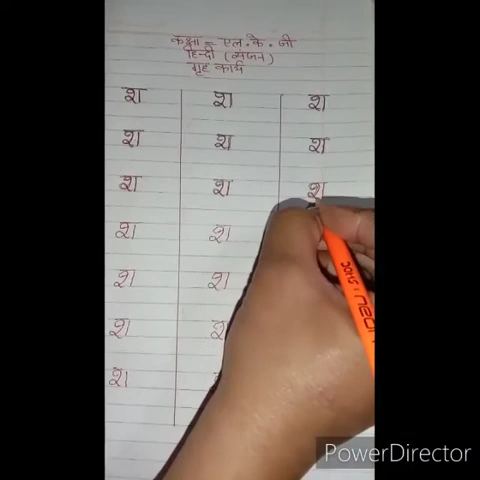 कक्षा = एल.के.जी
हिन्दी (व्यंजन)
गृह कार्य
श श श
श श श
श श श
श श
श श
श श
श
PowerDirector